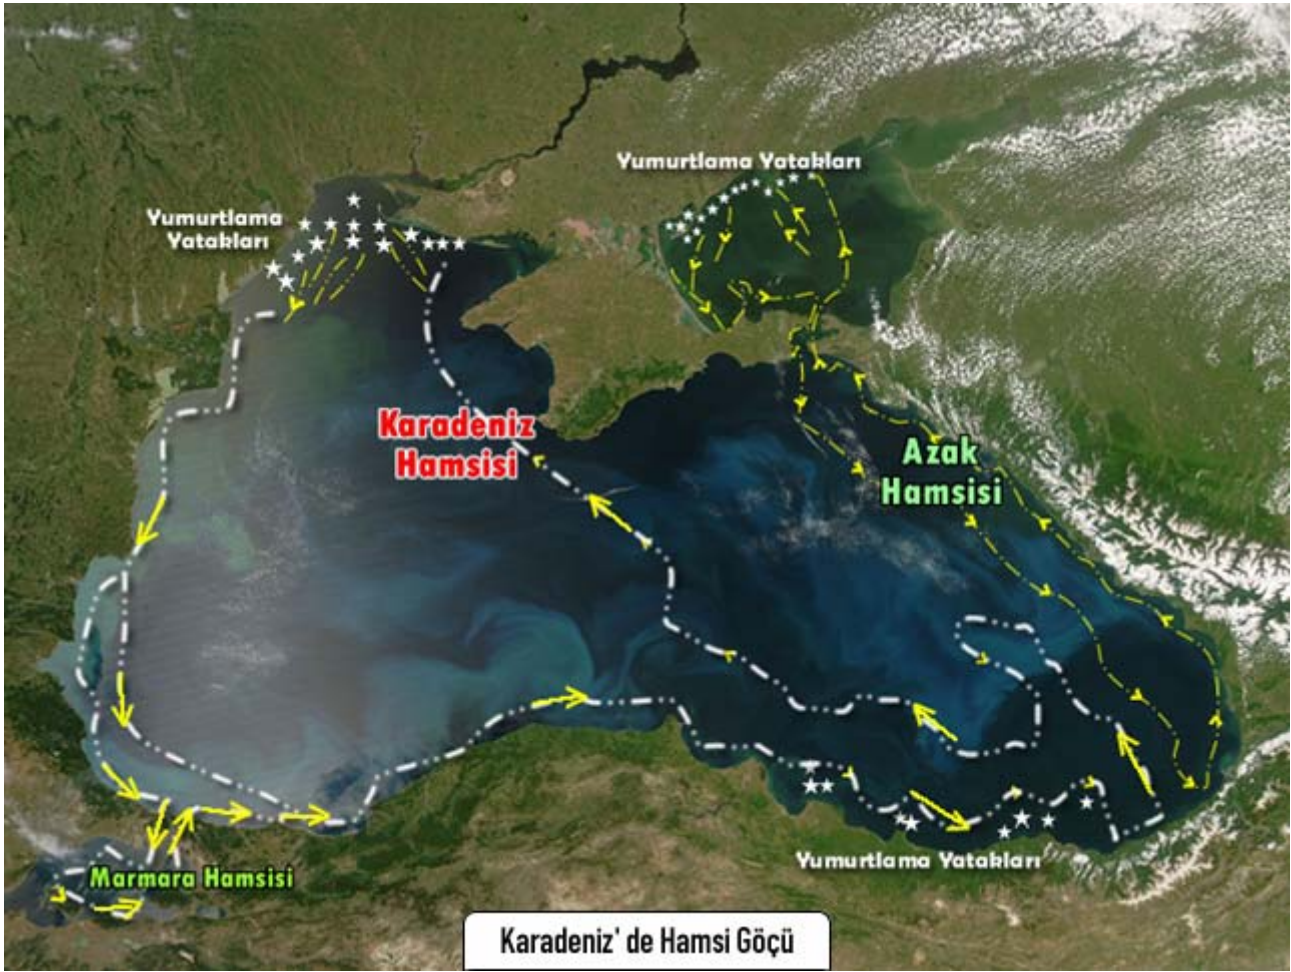 Yumurtlama Yatakları
Yumurtlama
Yatakları
Karadeniz
Hamsisi
Azak
Hamsisi
Yumurtlama Yatakları
Marmara Hamsisi
Karadeniz' de Hamsi Göçü